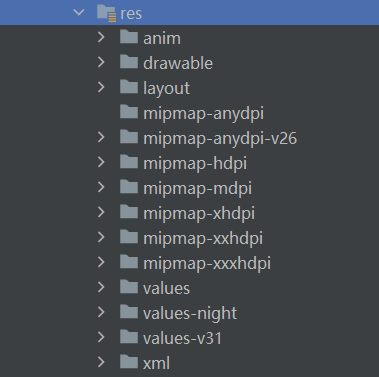 res
anim
drawable
layout
mipmap-anydpi
mipmap-anydpi-v26
mipmap-hdpi
mipmap-mdpi
mipmap-xhdpi
mipmap-xxhdpi
mipmap-xxxhdpi
values
values-night
values-v31
xml